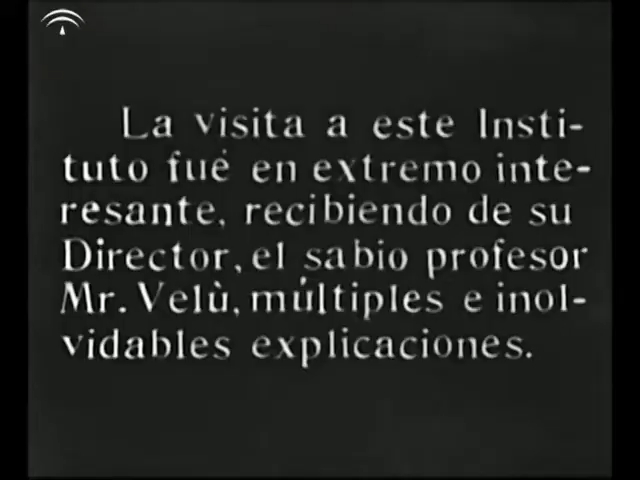 La visita a este Insti-
tuto fué en extremo inte-
resante, recibiendo de su
Director, el sabio profesor
Mr. Velù, múltiples e inol-
vidables explicaciones.